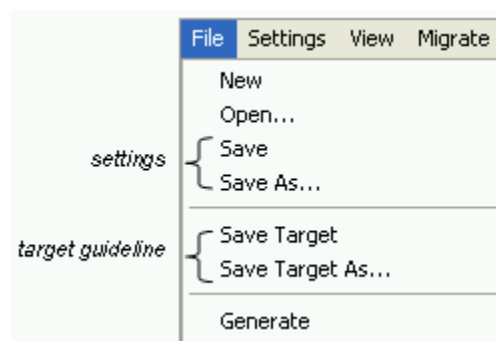 File Settings View Migrate
New
Open...
settings
Save
Save As...
target guideline
Save Target
Save Target As...
Generate